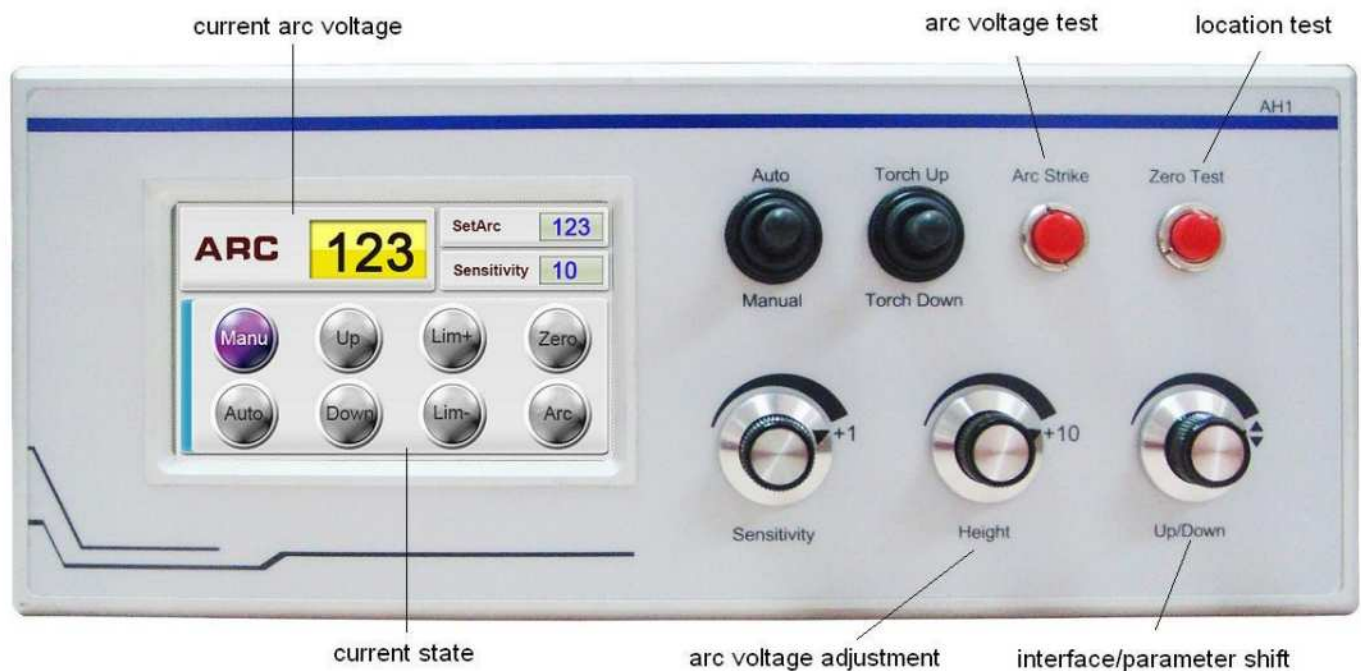 current arc voltage
arc voltage test
location test
AH1
Auto
Torch Up
Arc Strike
Zero Test
ARC
123
SetArc 123
Sensitivity 10
Manual
Torch Down
Manu Up Lim+ Zero
Auto Down Lim- Arc
+1
+10
Sensitivity
Height
Up/Down
current state
arc voltage adjustment
interface/parameter shift